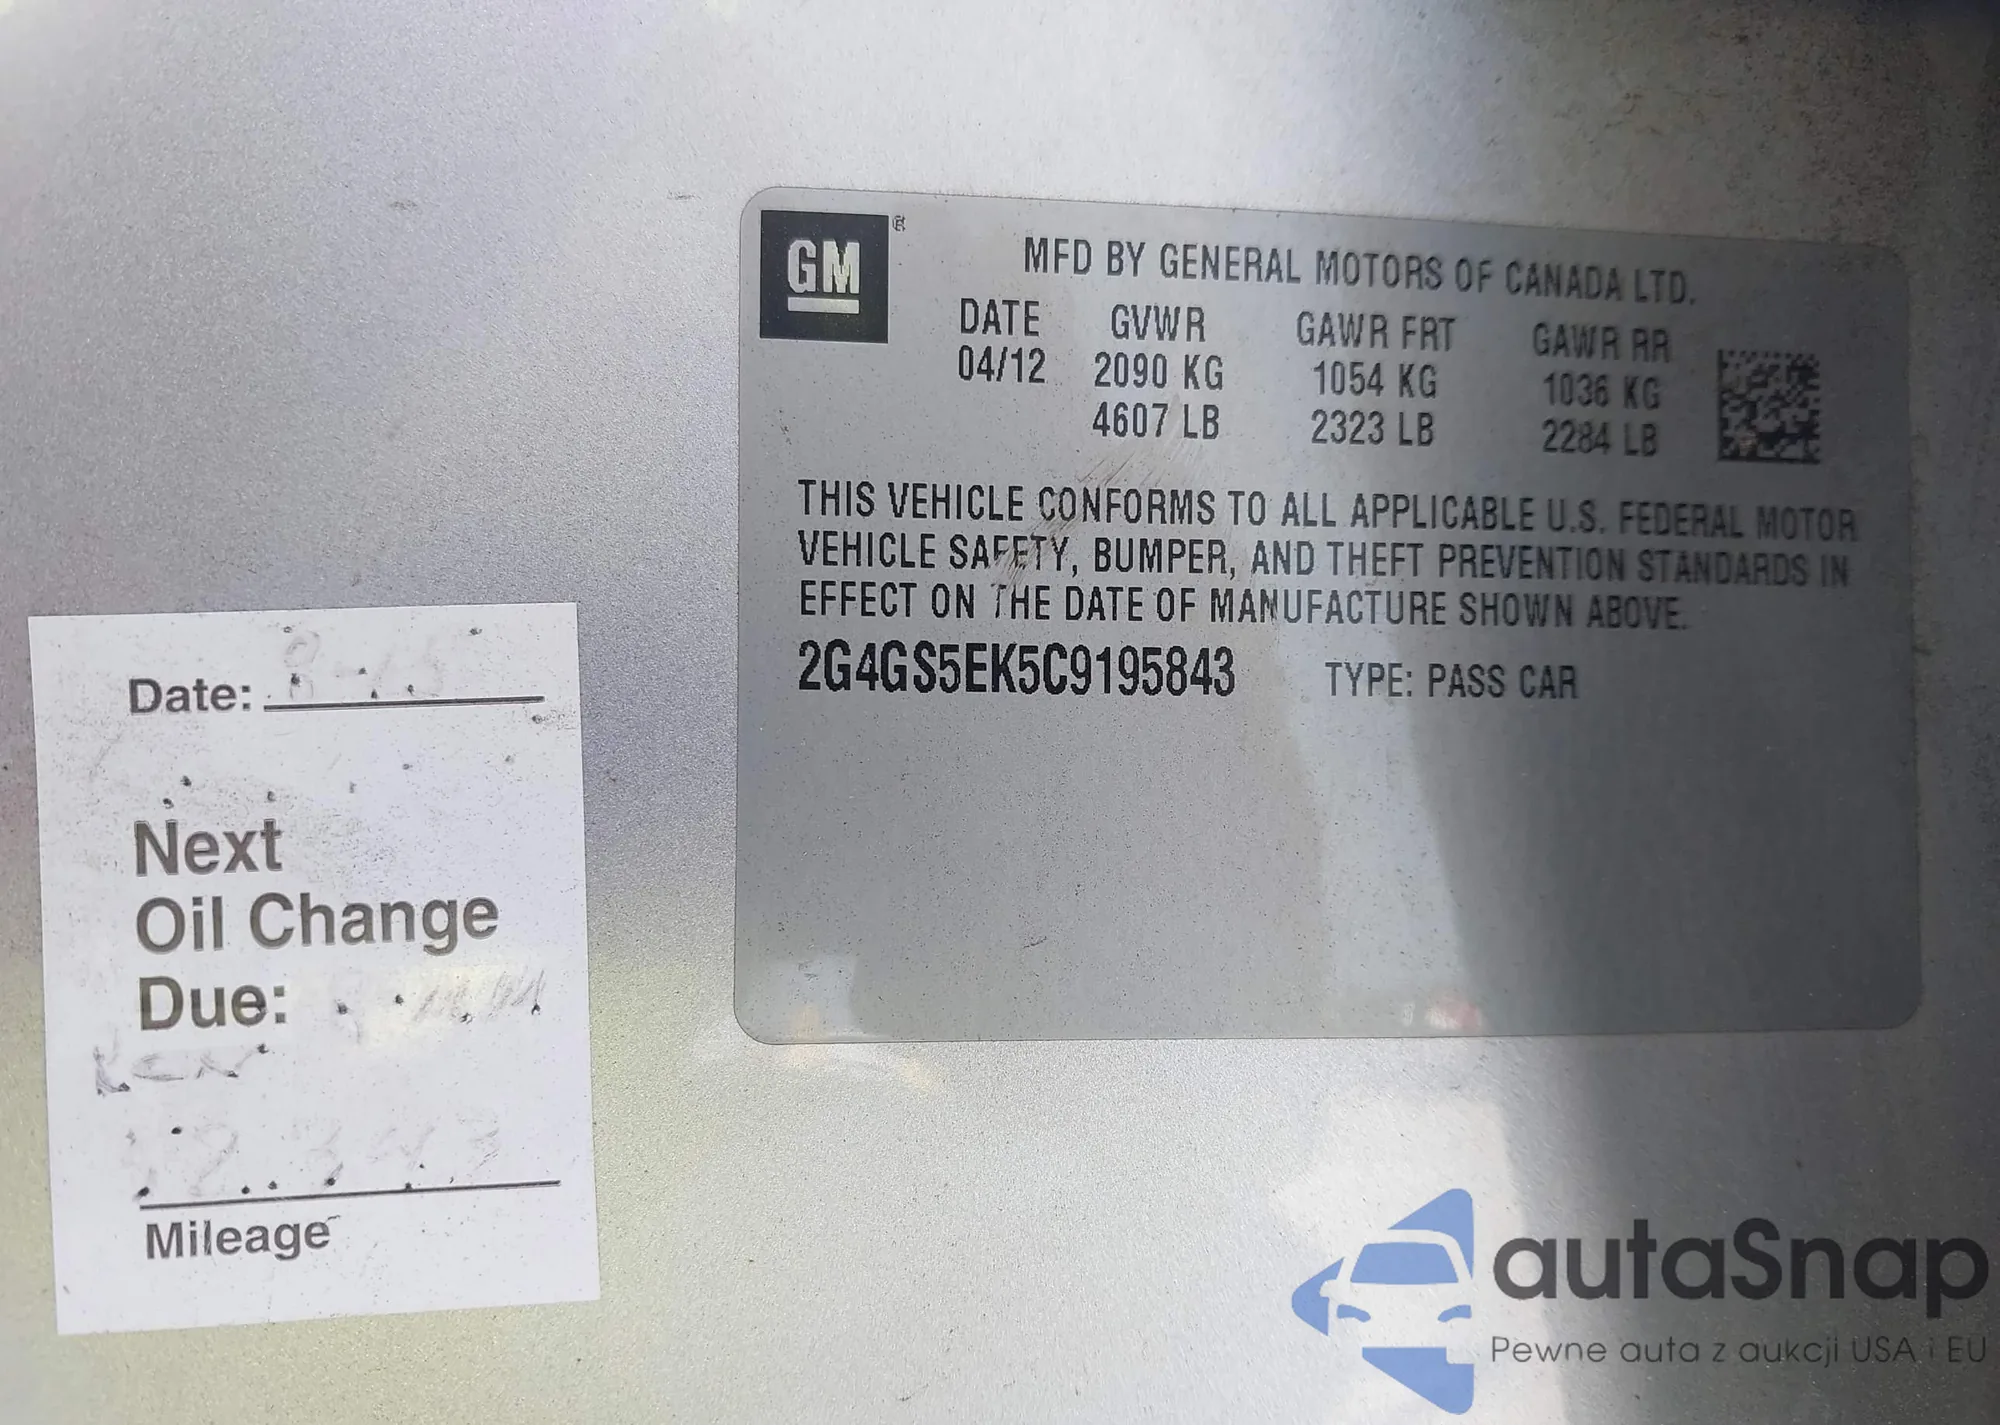 GM
MFD BY GENERAL MOTORS OF CANADA LTD.
DATE GVWR GAWR FRT GAWR RR
04/12 2090 KG 1054 KG 1036 KG
4607 LB 2323 LB 2284 LB
THIS VEHICLE CONFORMS TO ALL APPLICABLE U.S. FEDERAL MOTOR
VEHICLE SAFETY, BUMPER, AND THEFT PREVENTION STANDARDS IN
EFFECT ON THE DATE OF MANUFACTURE SHOWN ABOVE.
2G4GS5EK5C9195843 TYPE: PASS CAR
Date:
Next
Oil Change
Due:
Mileage
autaSnap
Pewne auta z aukcji USA i EU